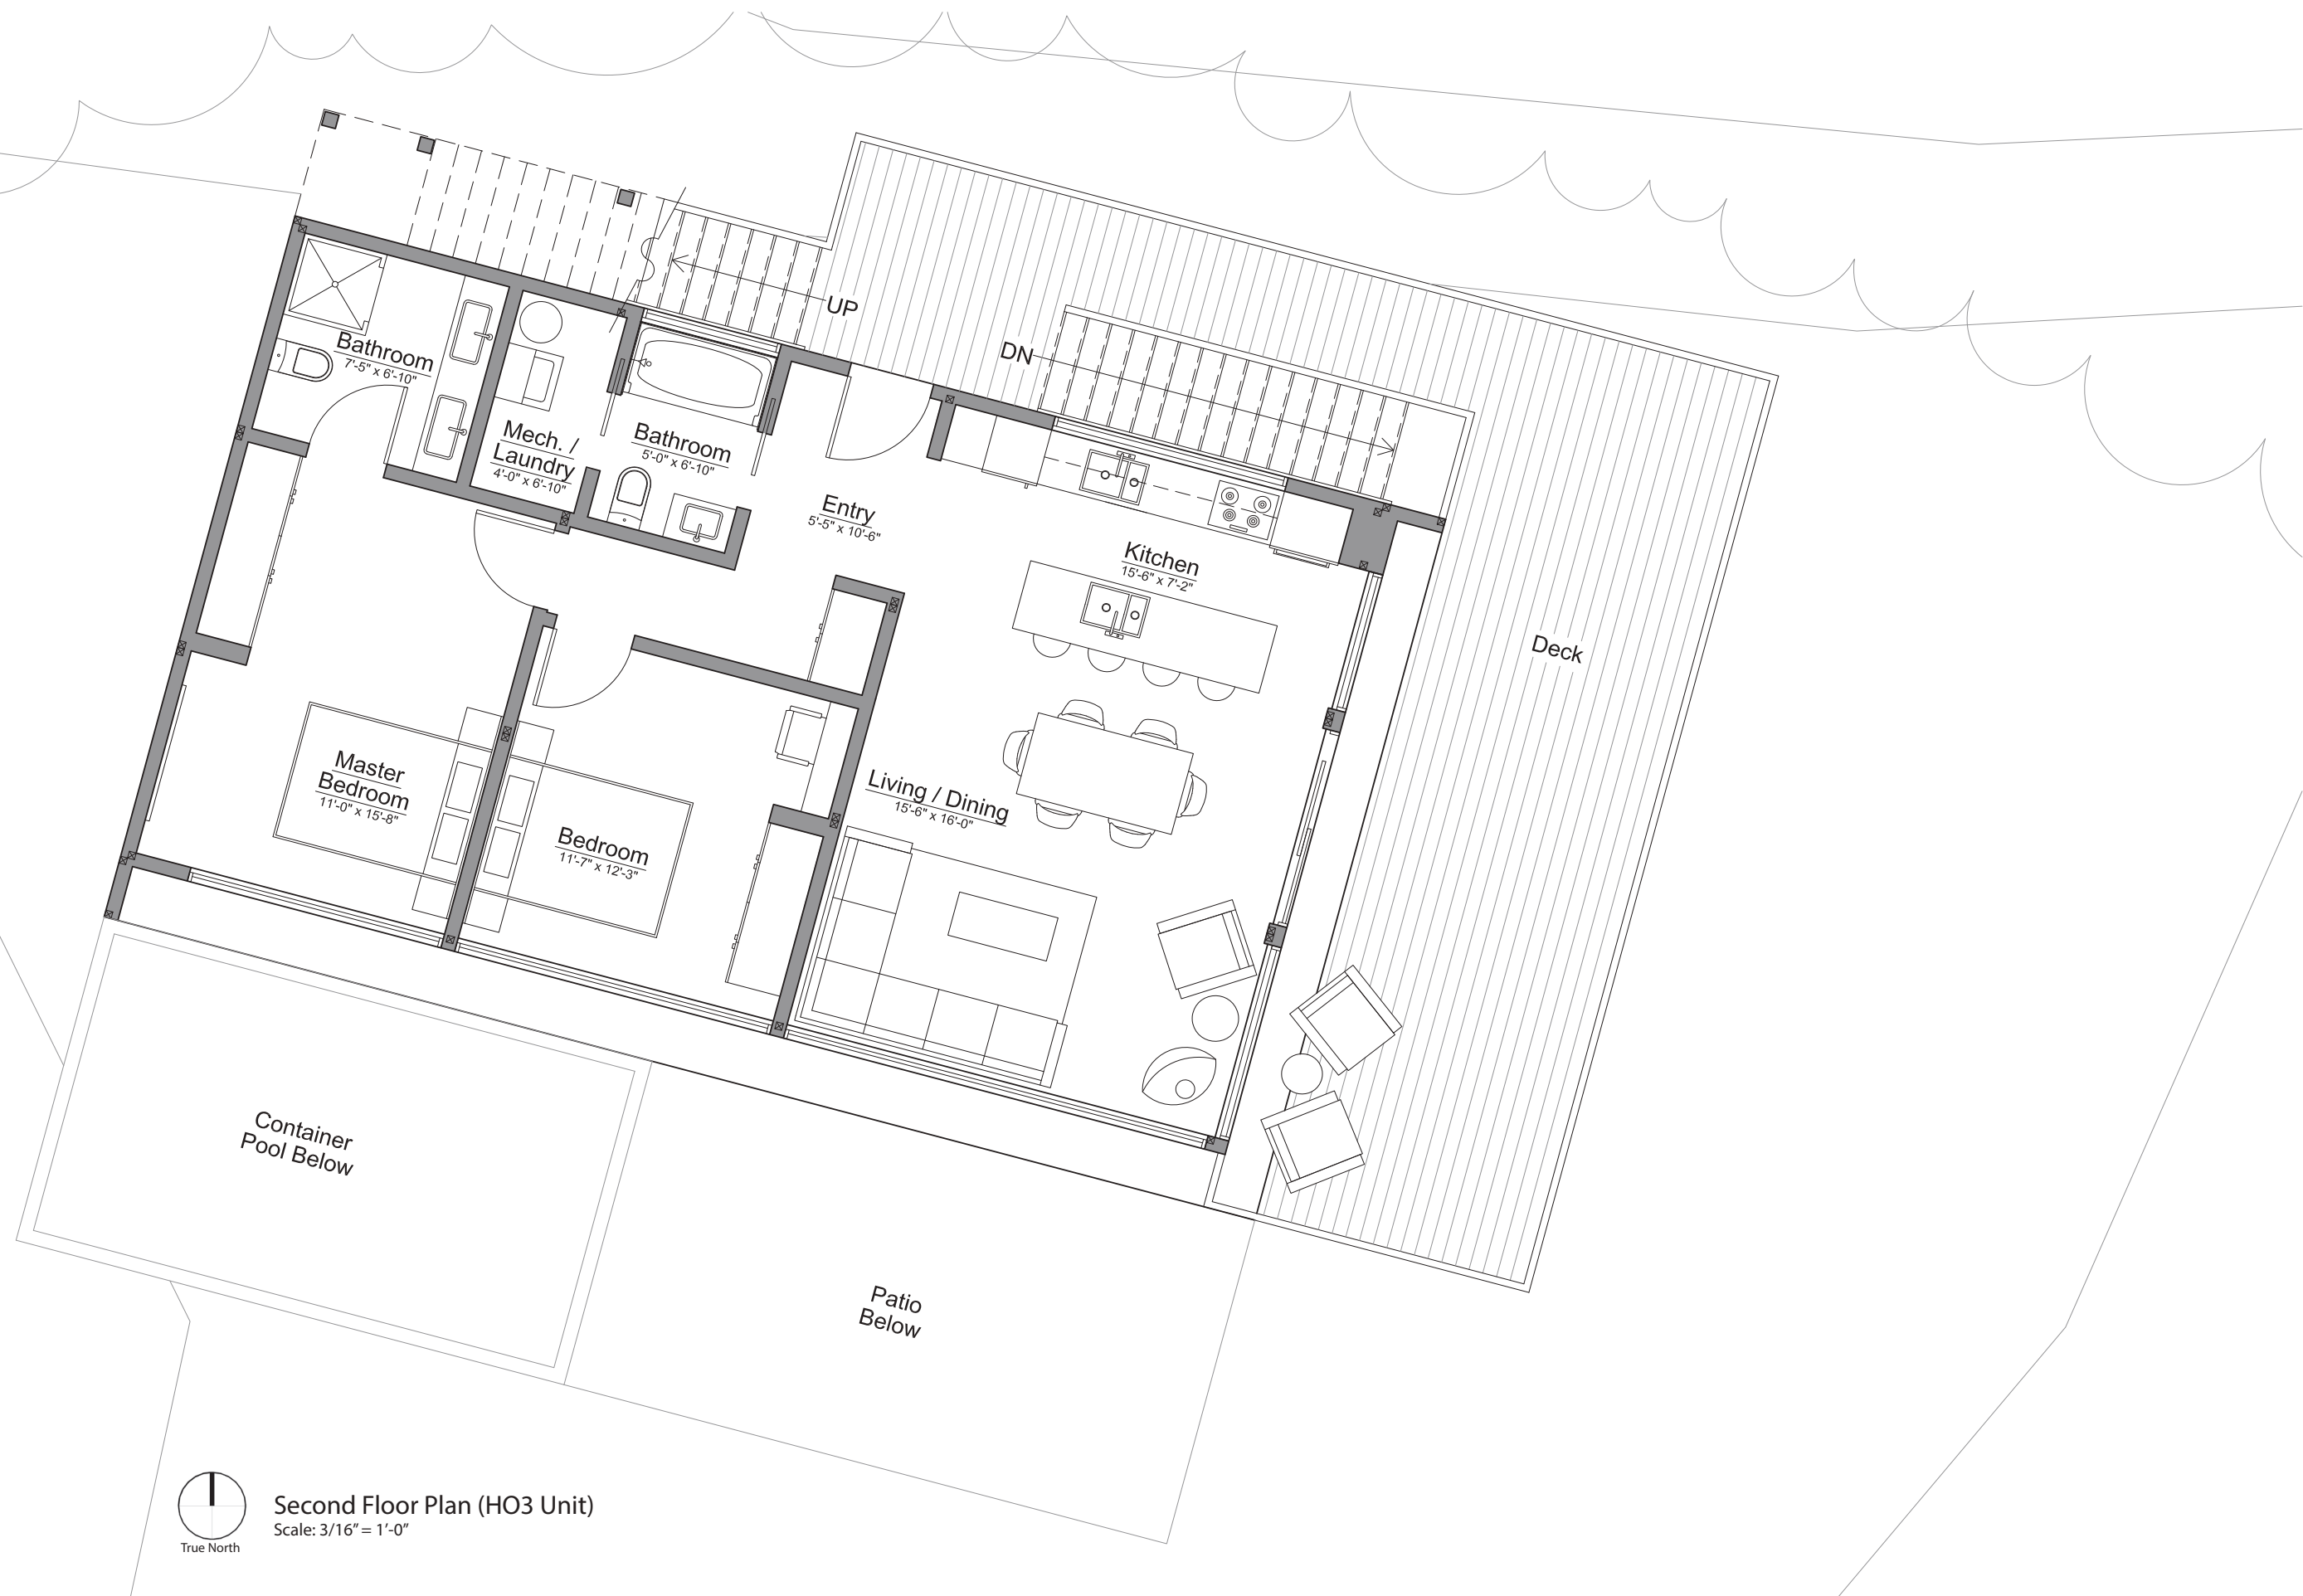 UP
DN
Bathroom
7'-5" x 6'-10"
Mech. /
Laundry
4'-0" x 6'-10"
Bathroom
5'-0" x 6'-10"
Entry
5'-5" x 10'-6"
Kitchen
15'-6" x 7'-2"
Deck
Master
Bedroom
11'-0" x 15'-8"
Bedroom
11'-7" x 12'-3"
Living / Dining
15'-6" x 16'-0"
Container
Pool Below
Patio
Below
Second Floor Plan (HO3 Unit)
Scale: 3/16” = 1’-0”
True North